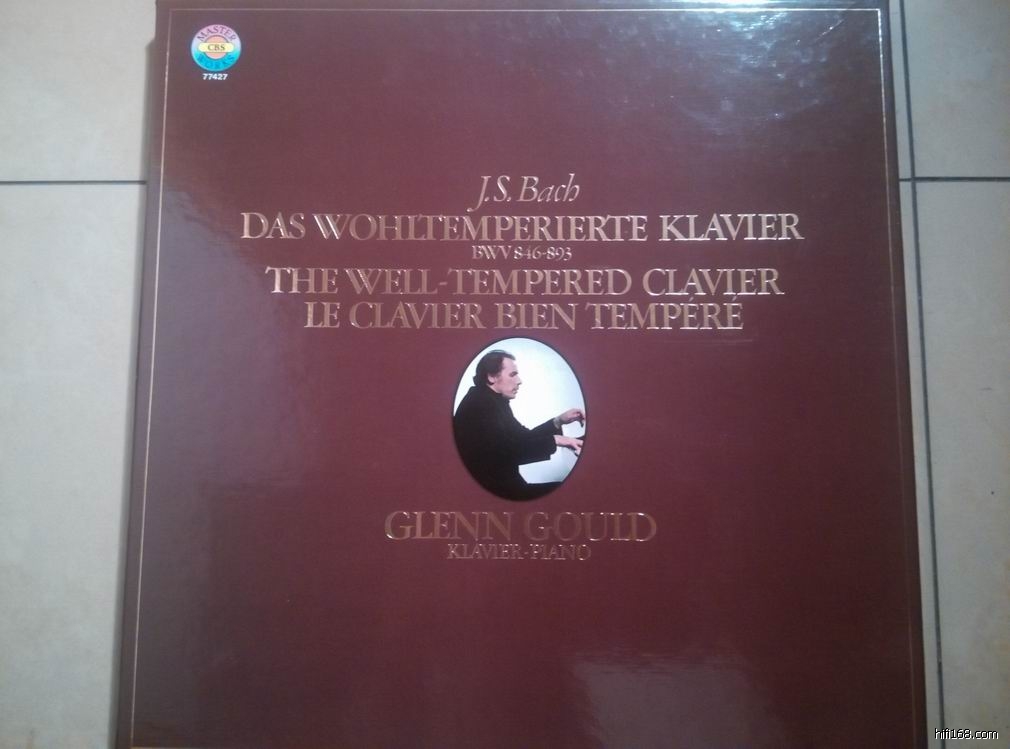 MASTER
CBS
WORKS
77427
J.S. Bach
DAS WOHLTEMPERIERTE KLAVIER
BWV 846-893
THE WELL-TEMPERED CLAVIER
LE CLAVIER BIEN TEMPÉRÉ
GLENN GOULD
KLAVIER-PIANO
hifi168.com